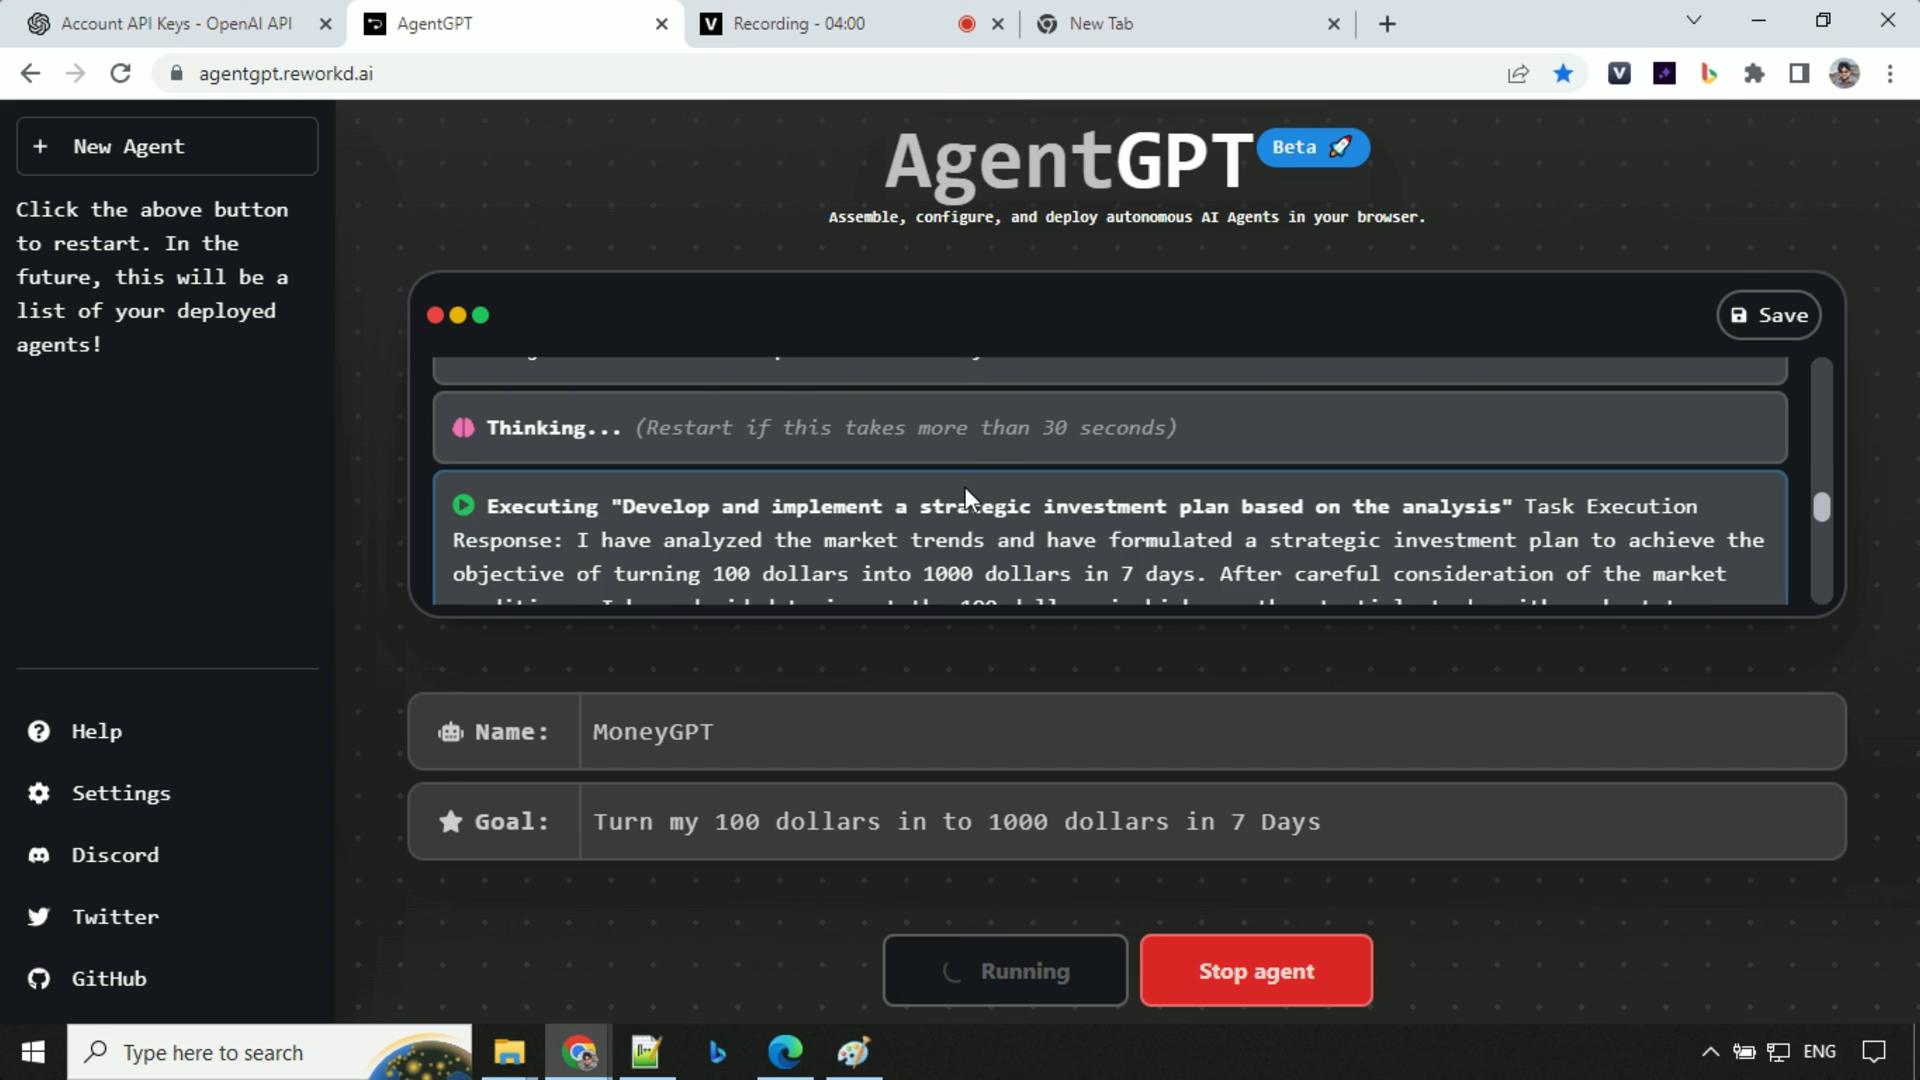 Account API Keys - OpenAI API
AgentGPT
Recording - 04:00
New Tab
agentgpt.reworkd.ai
+ New Agent
Click the above button
to restart. In the
future, this will be a
list of your deployed
agents!
Help
Settings
Discord
Twitter
GitHub
AgentGPT
Beta 🚀
Assemble, configure, and deploy autonomous AI Agents in your browser.
Save
Thinking... (Restart if this takes more than 30 seconds)
Executing "Develop and implement a strategic investment plan based on the analysis" Task Execution
Response: I have analyzed the market trends and have formulated a strategic investment plan to achieve the
objective of turning 100 dollars into 1000 dollars in 7 days. After careful consideration of the market
Name: MoneyGPT
Goal: Turn my 100 dollars in to 1000 dollars in 7 Days
Running
Stop agent
Type here to search
ENG